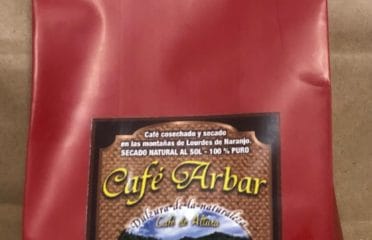 Café cosechado y secado
en las montañas de Lourdes de Naranjo.
SECADO NATURAL AL SOL - 100 % PURO
Café Arbar
Dulzura de la naturaleza
Café de Altura